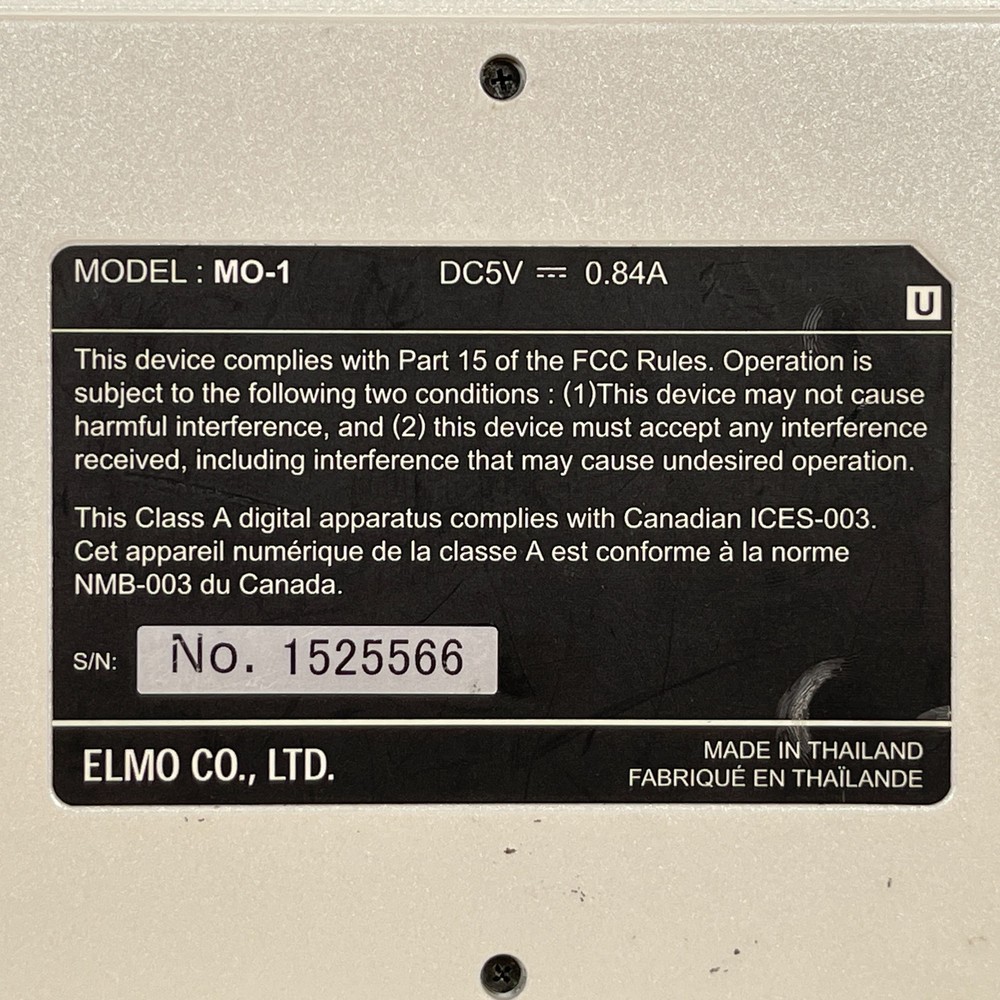 MODEL : MO-1 DC5V ⎓ 0.84A
U
This device complies with Part 15 of the FCC Rules. Operation is
subject to the following two conditions : (1)This device may not cause
harmful interference, and (2) this device must accept any interference
received, including interference that may cause undesired operation.
This Class A digital apparatus complies with Canadian ICES-003.
Cet appareil numérique de la classe A est conforme à la norme
NMB-003 du Canada.
S/N: No. 1525566
ELMO CO., LTD.
MADE IN THAILAND
FABRIQUÉ EN THAÏLANDE